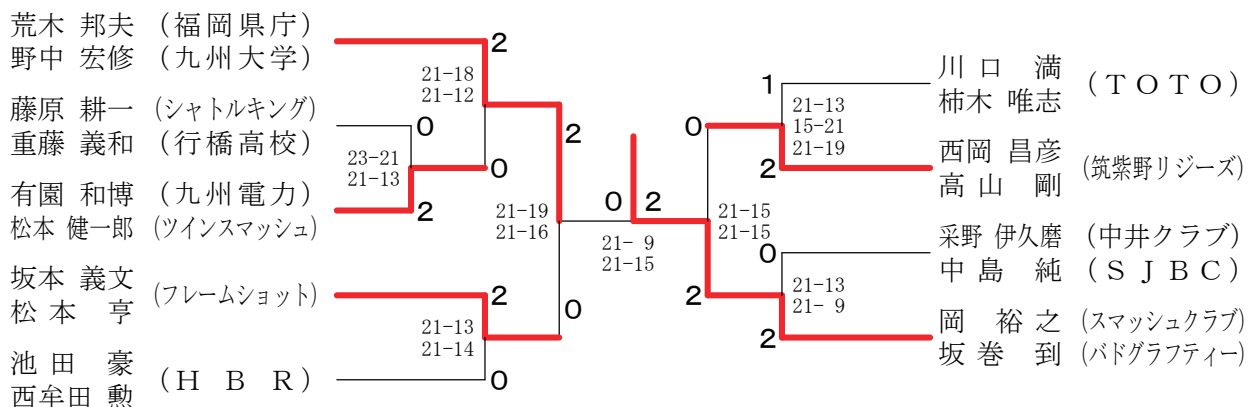 荒木 邦夫 (福岡県庁)
野中 宏修 (九州大学)
藤原 耕一 (シャトルキング)
重藤 義和 (行橋高校)
有園 和博 (九州電力)
松本 健一郎 (ツインスマッシュ)
坂本 義文
松本 亨
(フレームショット)
池田 豪
西牟田 勲
(HBR)
2
21-18
21-12
0
23-21
21-13
2
0
2
21-19
21-16
2
21-13
21-14
0
0
0 2
21- 9
21-15
0
21-15
21-15
2
1
21-13
15-21
21-19
2
0
21-13
21- 9
2
川口 満
柿木 唯志
(TOTO)
西岡 昌彦
高山 剛
(筑紫野リジーズ)
采野 伊久磨 (中井クラブ)
中島 純 (SJBC)
岡 裕之 (スマッシュクラブ)
坂巻 到 (バドグラフティー)